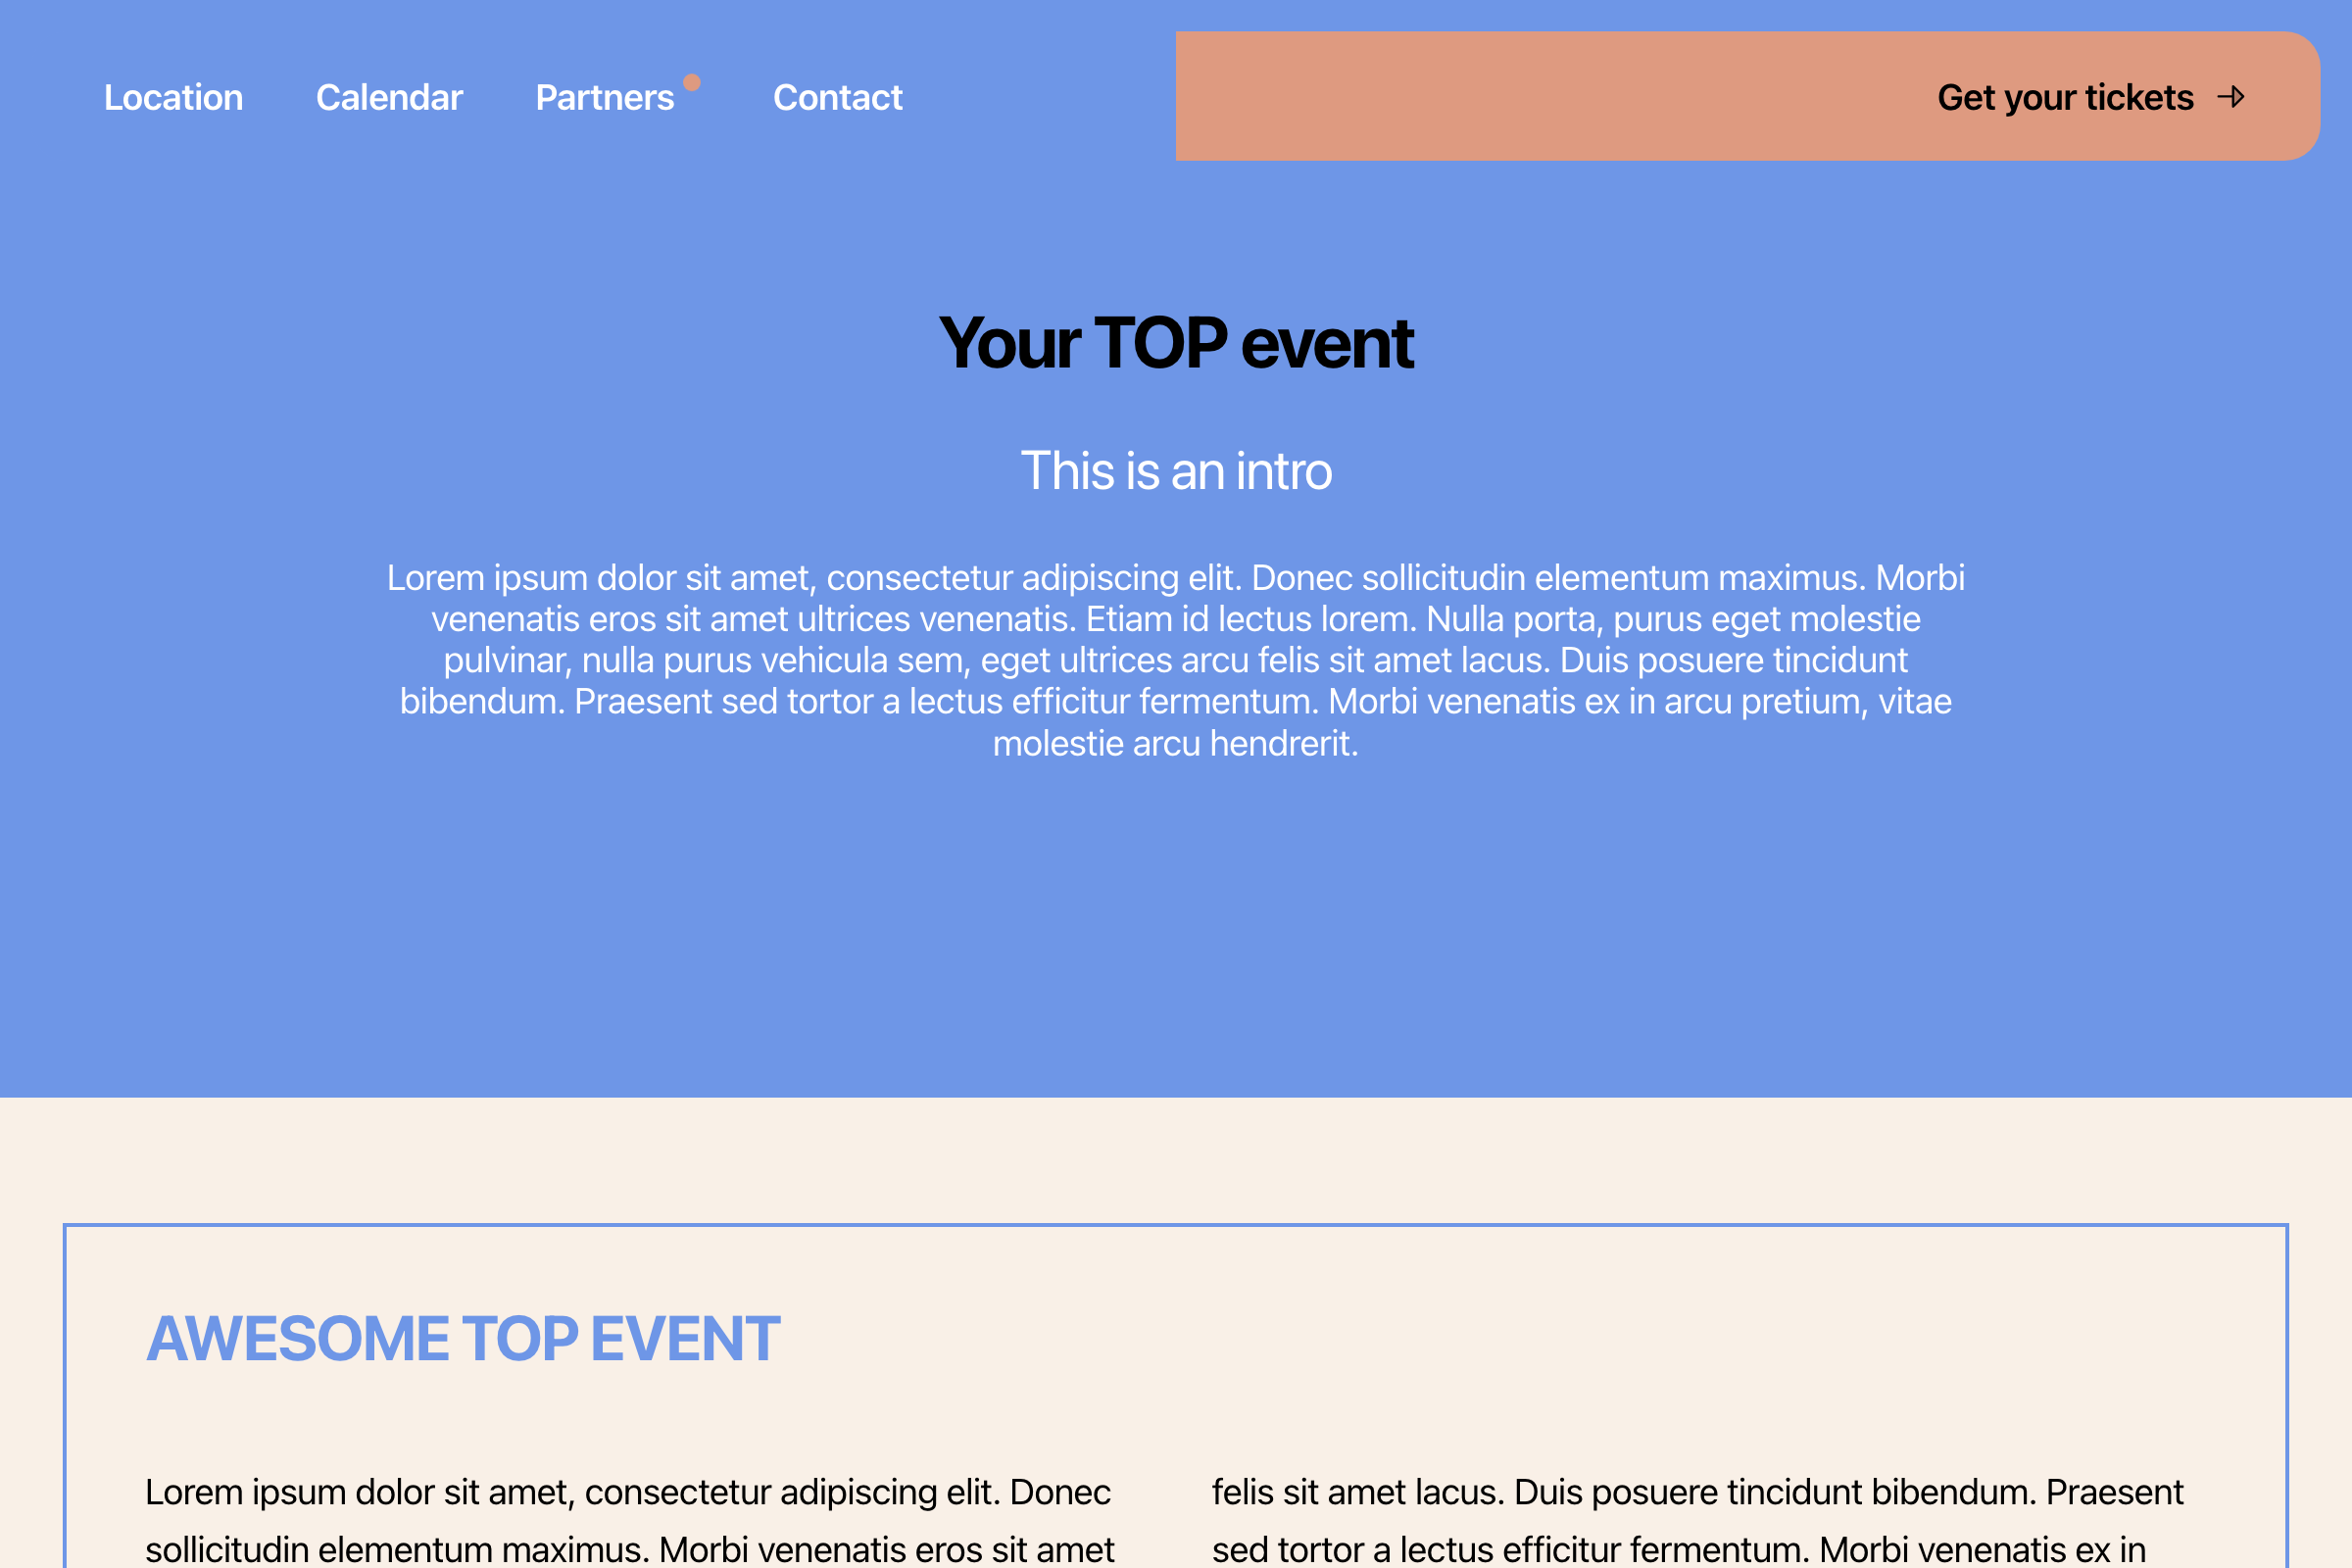 Location Calendar Partners Contact Get your tickets
Your TOP event
This is an intro
Lorem ipsum dolor sit amet, consectetur adipiscing elit. Donec sollicitudin elementum maximus. Morbi
venenatis eros sit amet ultrices venenatis. Etiam id lectus lorem. Nulla porta, purus eget molestie
pulvinar, nulla purus vehicula sem, eget ultrices arcu felis sit amet lacus. Duis posuere tincidunt
bibendum. Praesent sed tortor a lectus efficitur fermentum. Morbi venenatis ex in arcu pretium, vitae
molestie arcu hendrerit.
AWESOME TOP EVENT
Lorem ipsum dolor sit amet, consectetur adipiscing elit. Donec
sollicitudin elementum maximus. Morbi venenatis eros sit amet
felis sit amet lacus. Duis posuere tincidunt bibendum. Praesent
sed tortor a lectus efficitur fermentum. Morbi venenatis ex in